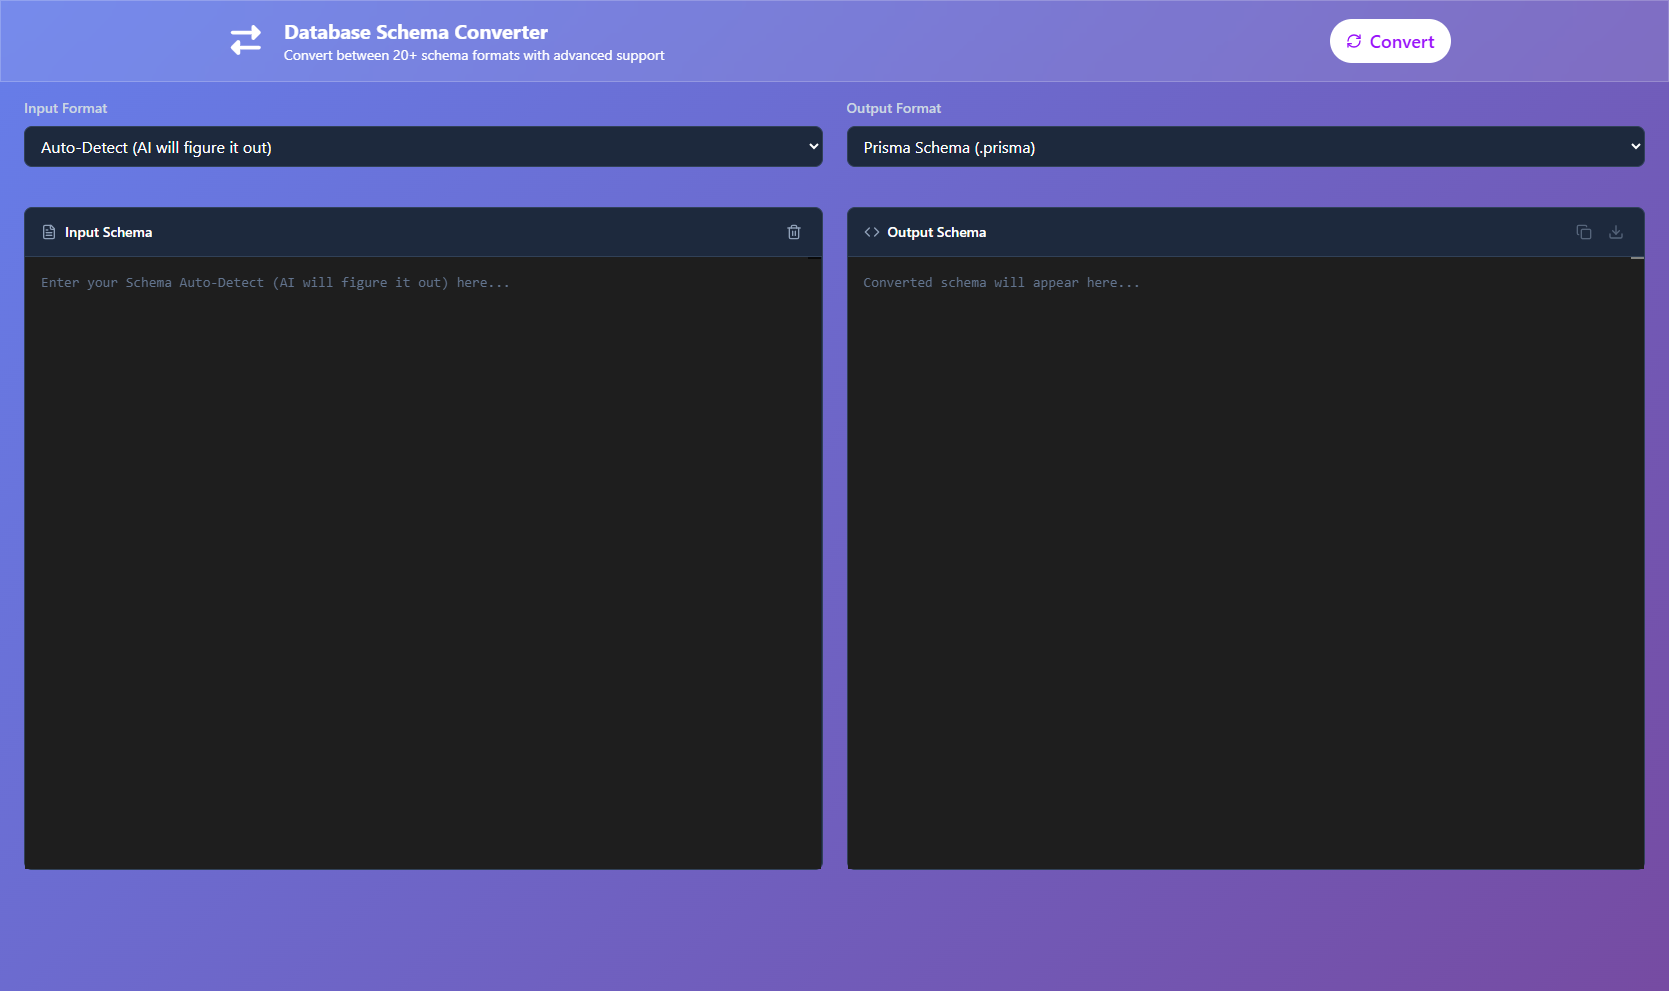 Database Schema Converter
Convert between 20+ schema formats with advanced support
Convert
Input Format
Auto-Detect (AI will figure it out)
Output Format
Prisma Schema (.prisma)
Input Schema
Enter your Schema Auto-Detect (AI will figure it out) here...
Output Schema
Converted schema will appear here...